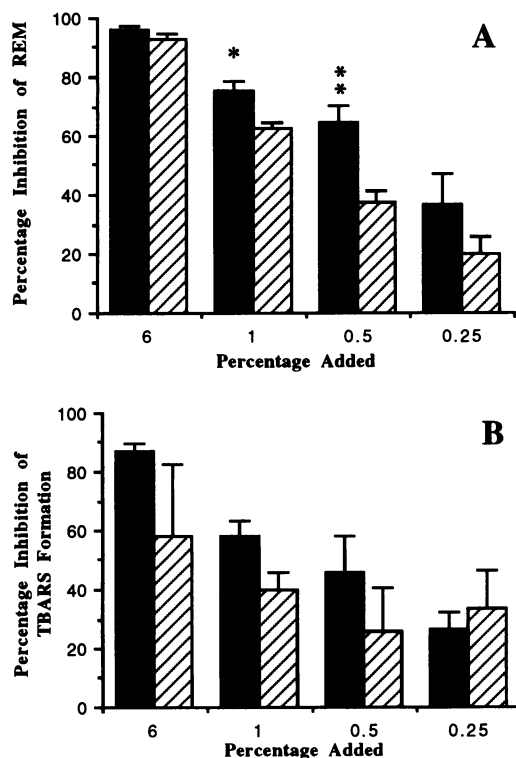 A
Percentage Inhibition of REM
100
80
60
40
20
0
*
*
*
6 1 0.5 0.25
Percentage Added
B
Percentage Inhibition of
TBARS Formation
100
80
60
40
20
0
6 1 0.5 0.25
Percentage Added